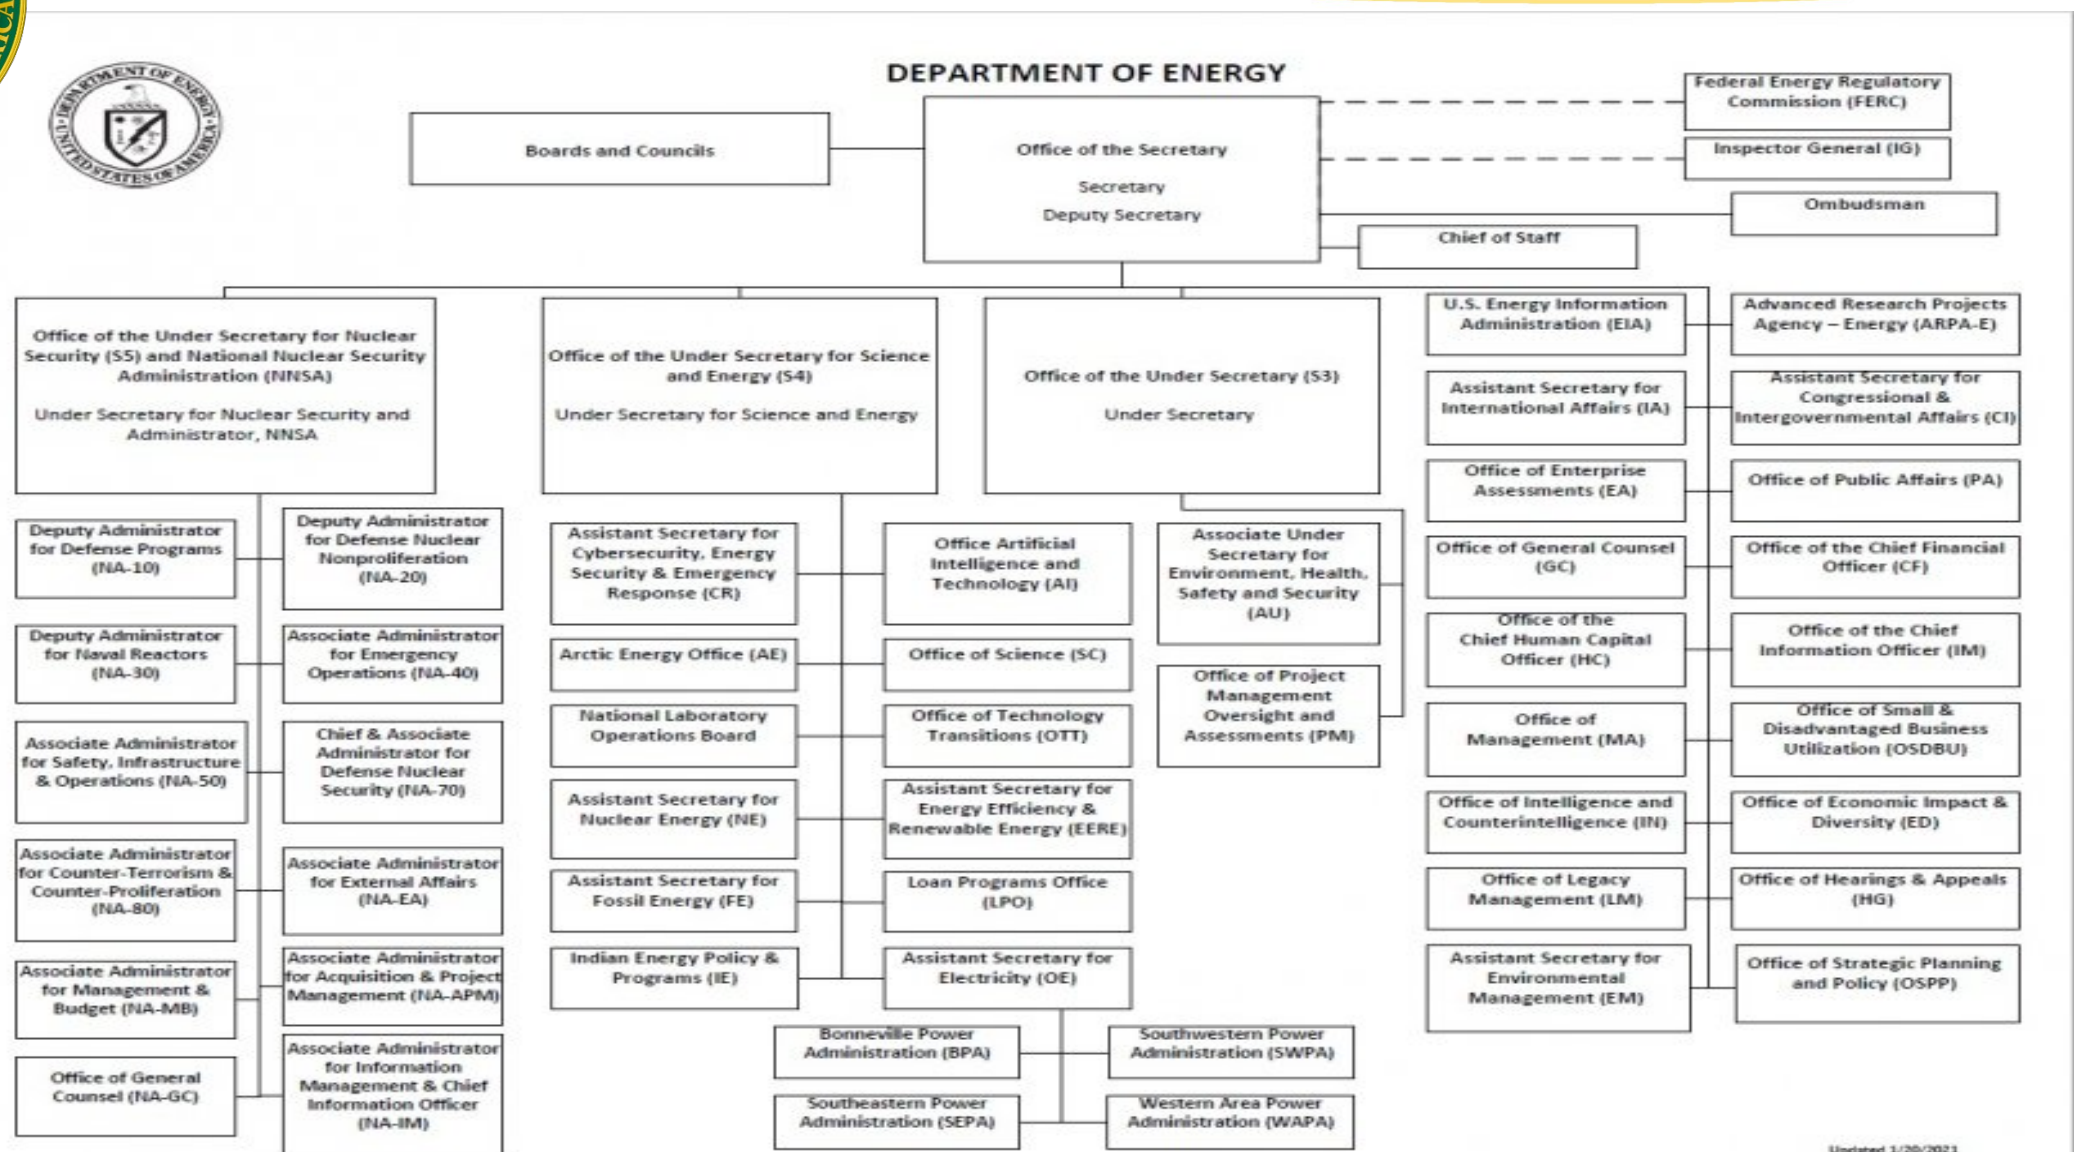 DEPARTMENT OF ENERGY
DEPARTMENT OF ENERGY
UNITED STATES OF AMERICA
Boards and Councils
Office of the Secretary
Secretary
Deputy Secretary
Federal Energy Regulatory
Commission (FERC)
Inspector General (IG)
Ombudsman
Chief of Staff
Office of the Under Secretary for Nuclear
Security (S5) and National Nuclear Security
Administration (NNSA)
Under Secretary for Nuclear Security and
Administrator, NNSA
Deputy Administrator
for Defense Programs
(NA-10)
Deputy Administrator
for Defense Nuclear
Nonproliferation
(NA-20)
Deputy Administrator
for Naval Reactors
(NA-30)
Associate Administrator
for Emergency
Operations (NA-40)
Associate Administrator
for Safety, Infrastructure
& Operations (NA-50)
Chief & Associate
Administrator for
Defense Nuclear
Security (NA-70)
Associate Administrator
for Counter-Terrorism &
Counter-Proliferation
(NA-80)
Associate Administrator
for External Affairs
(NA-EA)
Associate Administrator
for Management &
Budget (NA-MB)
Associate Administrator
for Acquisition & Project
Management (NA-APM)
Office of General
Counsel (NA-GC)
Associate Administrator
for Information
Management & Chief
Information Officer
(NA-IM)
Office of the Under Secretary for Science
and Energy (S4)
Under Secretary for Science and Energy
Assistant Secretary for
Cybersecurity, Energy
Security & Emergency
Response (CR)
Office Artificial
Intelligence and
Technology (AI)
Arctic Energy Office (AE)
Office of Science (SC)
National Laboratory
Operations Board
Office of Technology
Transitions (OTT)
Assistant Secretary for
Nuclear Energy (NE)
Assistant Secretary for
Energy Efficiency &
Renewable Energy (EERE)
Assistant Secretary for
Fossil Energy (FE)
Loan Programs Office
(LPO)
Indian Energy Policy &
Programs (IE)
Assistant Secretary for
Electricity (OE)
Bonneville Power
Administration (BPA)
Southwestern Power
Administration (SWPA)
Southeastern Power
Administration (SEPA)
Western Area Power
Administration (WAPA)
Office of the Under Secretary (S3)
Under Secretary
Associate Under
Secretary for
Environment, Health,
Safety and Security
(AU)
Office of Project
Management
Oversight and
Assessments (PM)
U.S. Energy Information
Administration (EIA)
Advanced Research Projects
Agency – Energy (ARPA-E)
Assistant Secretary for
International Affairs (IA)
Assistant Secretary for
Congressional &
Intergovernmental Affairs (CI)
Office of Enterprise
Assessments (EA)
Office of Public Affairs (PA)
Office of General Counsel
(GC)
Office of the Chief Financial
Officer (CF)
Office of the
Chief Human Capital
Officer (HC)
Office of the Chief
Information Officer (IM)
Office of
Management (MA)
Office of Small &
Disadvantaged Business
Utilization (OSDBU)
Office of Intelligence and
Counterintelligence (IN)
Office of Economic Impact &
Diversity (ED)
Office of Legacy
Management (LM)
Office of Hearings & Appeals
(HG)
Assistant Secretary for
Environmental
Management (EM)
Office of Strategic Planning
and Policy (OSPP)
Updated 1/20/2021